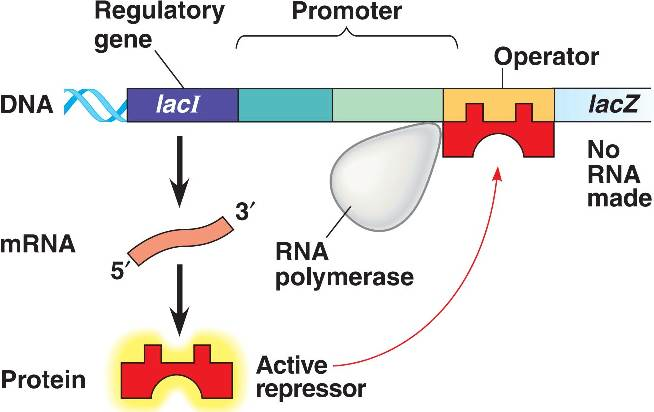 Regulatory
gene
Promoter
Operator
DNA
lacI
lacZ
No
RNA
made
mRNA
3′
5′
RNA
polymerase
Protein
Active
repressor